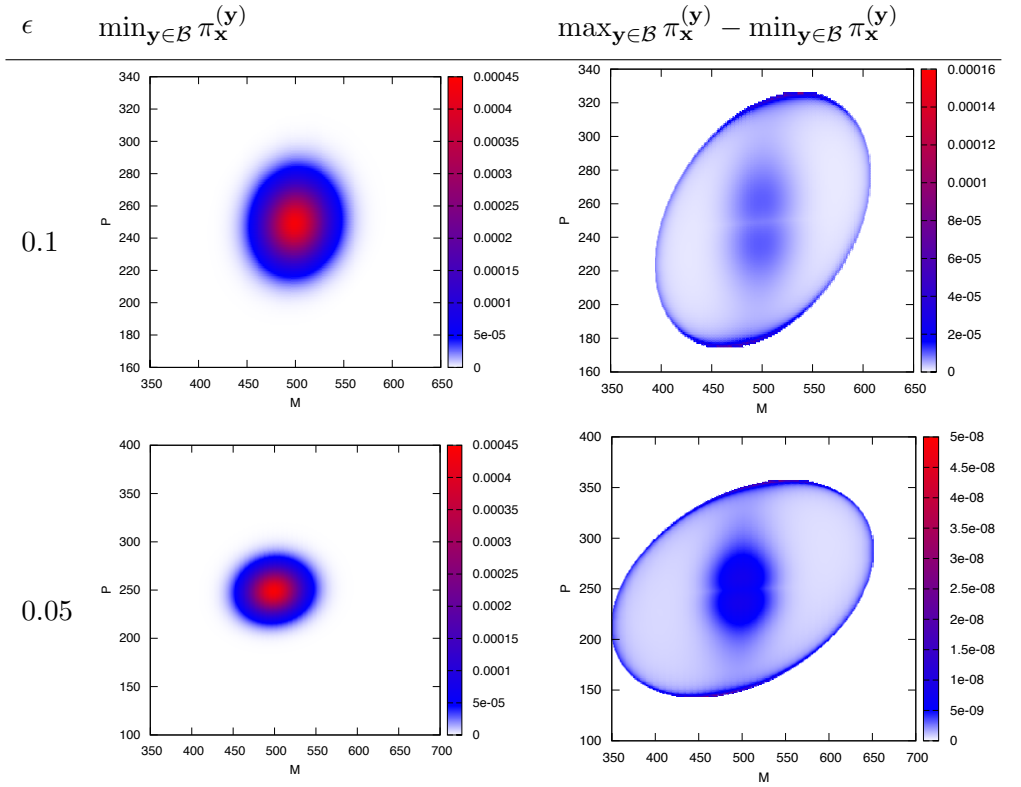 ϵ min_{y∈ℬ} π_x^{(y)} max_{y∈ℬ} π_x^{(y)} − min_{y∈ℬ} π_x^{(y)}
0.1
340
320
300
280
260
240
220
200
180
160
P
350 400 450 500 550 600 650
M
0.00045
0.0004
0.00035
0.0003
0.00025
0.0002
0.00015
0.0001
5e-05
0
340
320
300
280
260
240
220
200
180
160
P
350 400 450 500 550 600 650
M
0.00016
0.00014
0.00012
0.0001
8e-05
6e-05
4e-05
2e-05
0
0.05
400
350
300
250
200
150
100
P
350 400 450 500 550 600 650 700
M
0.00045
0.0004
0.00035
0.0003
0.00025
0.0002
0.00015
0.0001
5e-05
0
400
350
300
250
200
150
100
P
350 400 450 500 550 600 650 700
M
5e-08
4.5e-08
4e-08
3.5e-08
3e-08
2.5e-08
2e-08
1.5e-08
1e-08
5e-09
0